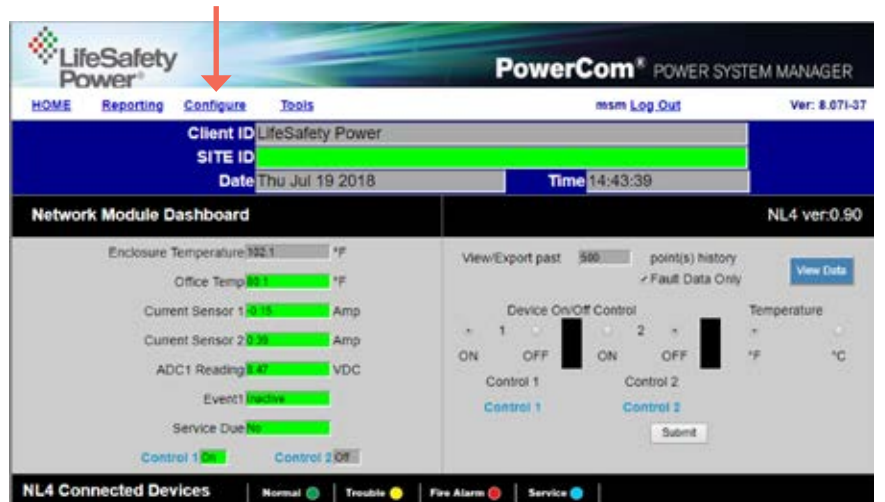 LifeSafety
Power®
PowerCom® POWER SYSTEM MANAGER
HOME Reporting Configure Tools msm Log Out Ver: 8.07I-37
Client ID LifeSafety Power
SITE ID
Date Thu Jul 19 2018 Time 14:43:39
Network Module Dashboard NL4 ver:0.90
Enclosure Temperature 102.1 °F
Office Temp 80.1 °F
Current Sensor 1 -0.15 Amp
Current Sensor 2 0.39 Amp
ADC1 Reading 8.47 VDC
Event1 Inactive
Service Due No
Control 1 On Control 2 Off
View/Export past 500 point(s) history
Fault Data Only
View Data
Device On/Off Control Temperature
1 2
ON OFF ON OFF °F °C
Control 1 Control 2
Control 1 Control 2
Submit
NL4 Connected Devices Normal Trouble Fire Alarm Service